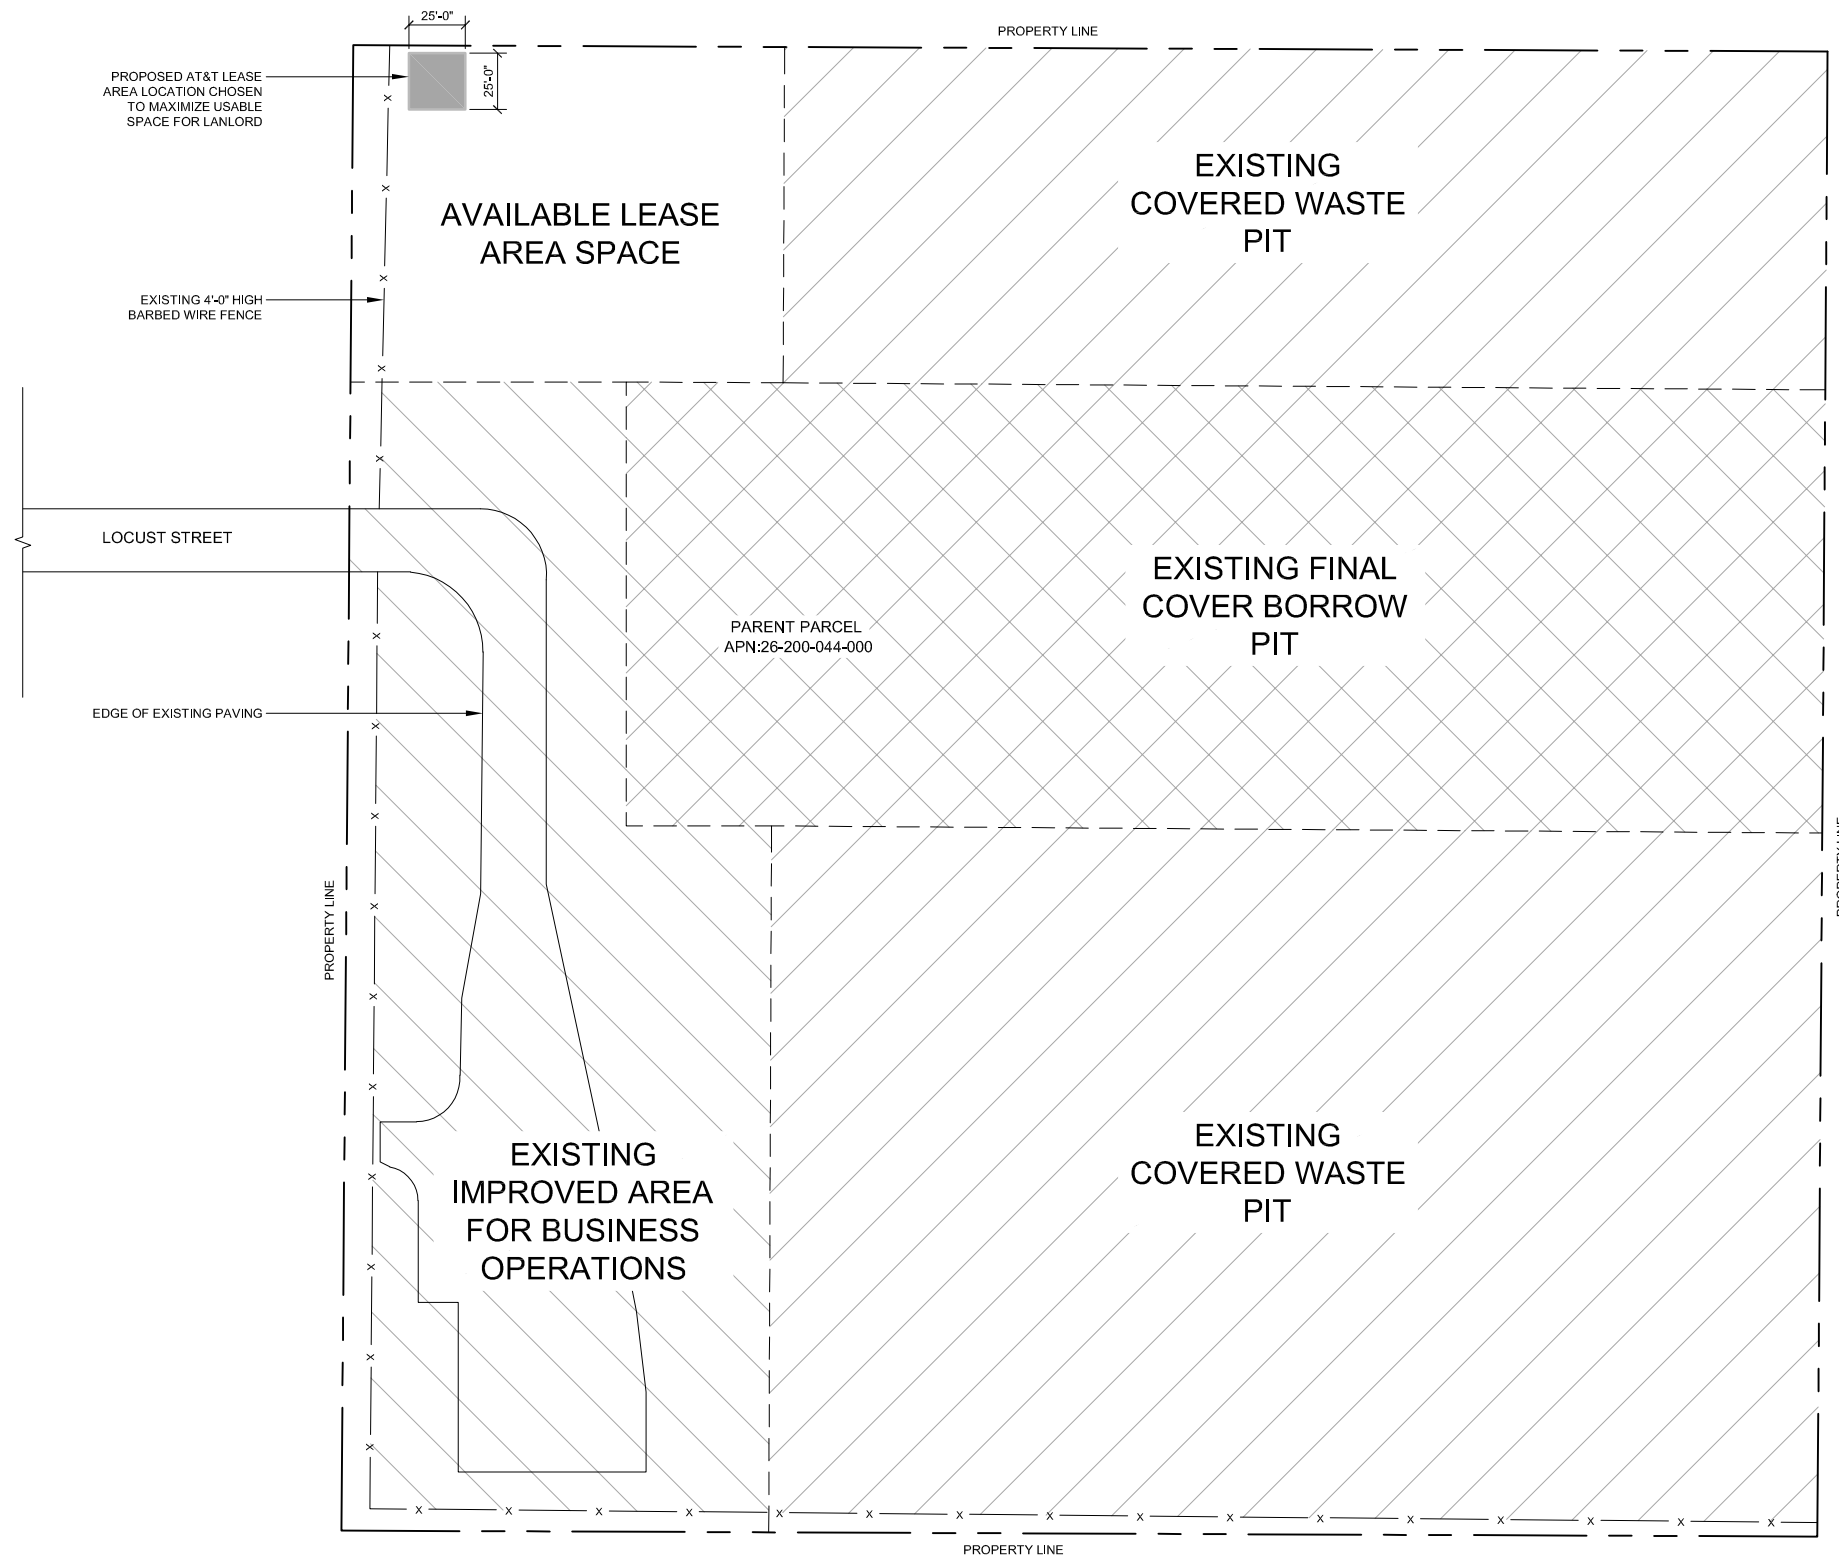 25'-0"
PROPERTY LINE
PROPOSED AT&T LEASE
AREA LOCATION CHOSEN
TO MAXIMIZE USABLE
SPACE FOR LANLORD
25'-0"
EXISTING
COVERED WASTE
PIT
AVAILABLE LEASE
AREA SPACE
EXISTING 4'-0" HIGH
BARBED WIRE FENCE
LOCUST STREET
EXISTING FINAL
COVER BORROW
PIT
PARENT PARCEL
APN:26-200-044-000
EDGE OF EXISTING PAVING
PROPERTY LINE
PROPERTY LINE
EXISTING
COVERED WASTE
PIT
EXISTING
IMPROVED AREA
FOR BUSINESS
OPERATIONS
PROPERTY LINE